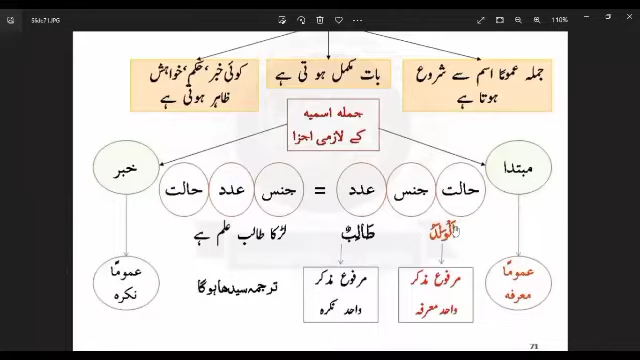 Slide71.JPG
110%
جملہ عموماً اسم سے شروع
ہوتا ہے
بات مکمل ہوتی ہے
کوئی خبر، حکم، خواہش
ظاہر ہوتی ہے
جملہ اسمیہ
کے لازمی اجزا
مبتدا
خبر
حالت جنس عدد = جنس عدد حالت
اَلْوَلَدُ طَالِبٌ لڑکا طالب علم ہے
عموماً
معرفہ
مرفوع مذکر
واحد معرفہ
مرفوع مذکر
واحد نکرہ
ترجمہ سیدھا ہوگا
عموماً
نکرہ
71